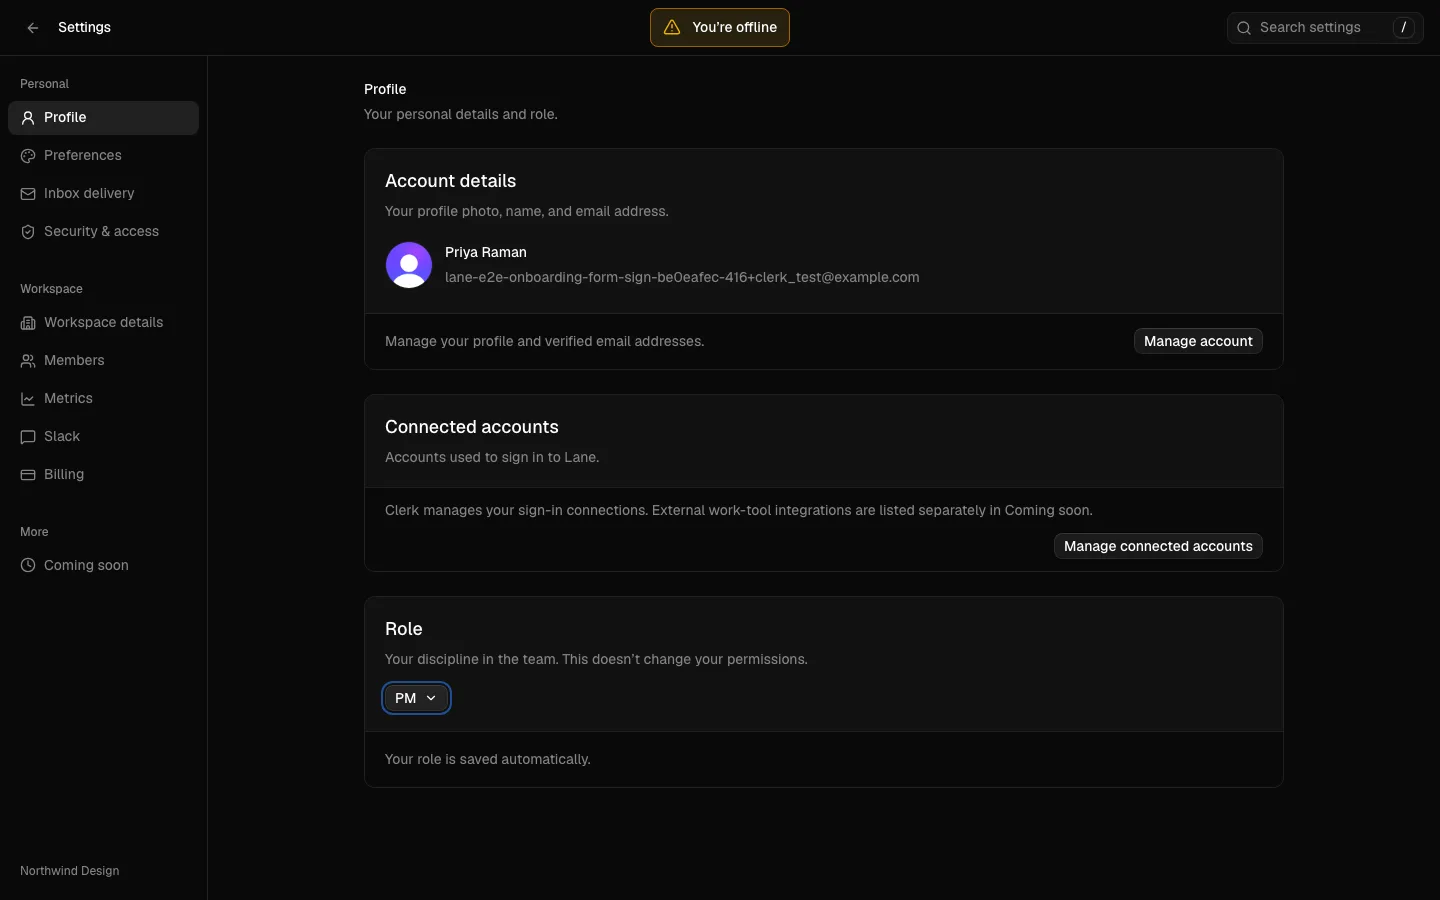 Settings
You're offline
Search settings
/
Personal
Profile
Preferences
Inbox delivery
Security & access
Workspace
Workspace details
Members
Metrics
Slack
Billing
More
Coming soon
Northwind Design
Profile
Your personal details and role.
Account details
Your profile photo, name, and email address.
Priya Raman
lane-e2e-onboarding-form-sign-be0eafec-416+clerk_test@example.com
Manage your profile and verified email addresses.
Manage account
Connected accounts
Accounts used to sign in to Lane.
Clerk manages your sign-in connections. External work-tool integrations are listed separately in Coming soon.
Manage connected accounts
Role
Your discipline in the team. This doesn't change your permissions.
PM
Your role is saved automatically.